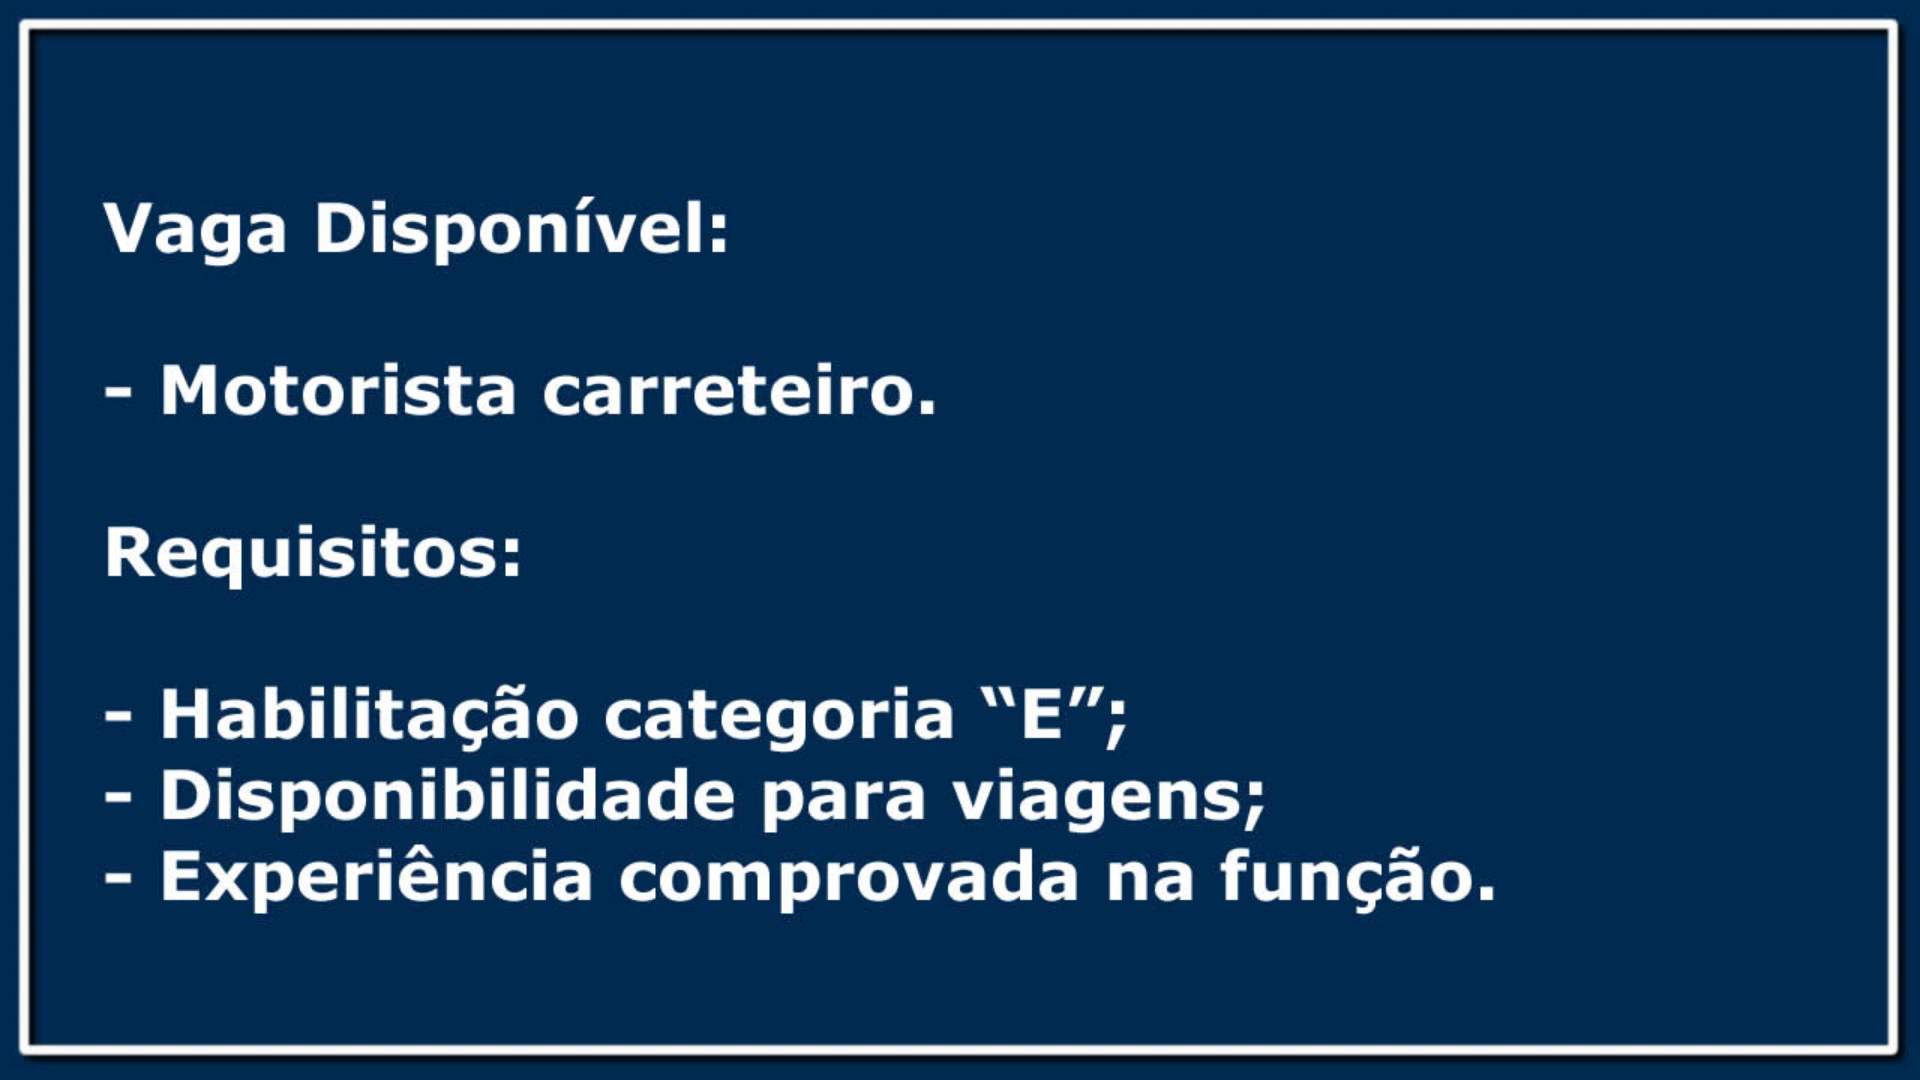 Vaga Disponível:
- Motorista carreteiro.
Requisitos:
- Habilitação categoria “E”;
- Disponibilidade para viagens;
- Experiência comprovada na função.